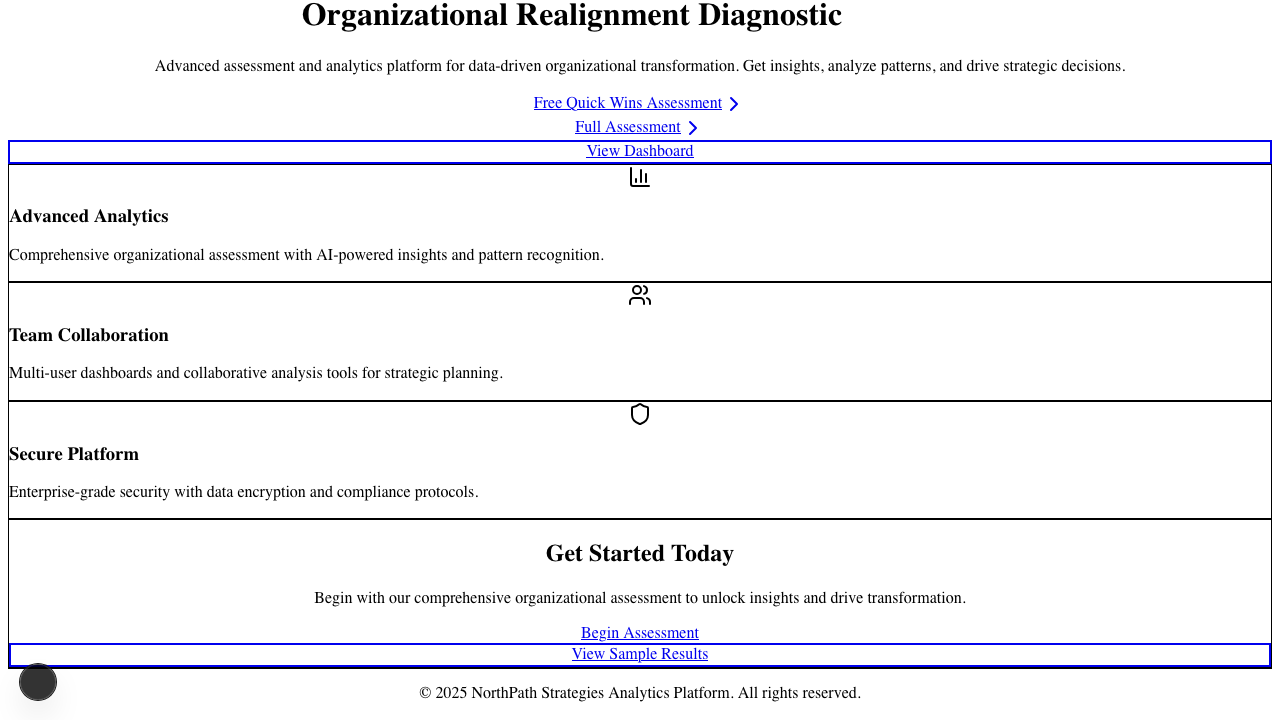 Organizational Realignment Diagnostic
Advanced assessment and analytics platform for data-driven organizational transformation. Get insights, analyze patterns, and drive strategic decisions.
Free Quick Wins Assessment
Full Assessment
View Dashboard
Advanced Analytics
Comprehensive organizational assessment with AI-powered insights and pattern recognition.
Team Collaboration
Multi-user dashboards and collaborative analysis tools for strategic planning.
Secure Platform
Enterprise-grade security with data encryption and compliance protocols.
Get Started Today
Begin with our comprehensive organizational assessment to unlock insights and drive transformation.
Begin Assessment
View Sample Results
© 2025 NorthPath Strategies Analytics Platform. All rights reserved.